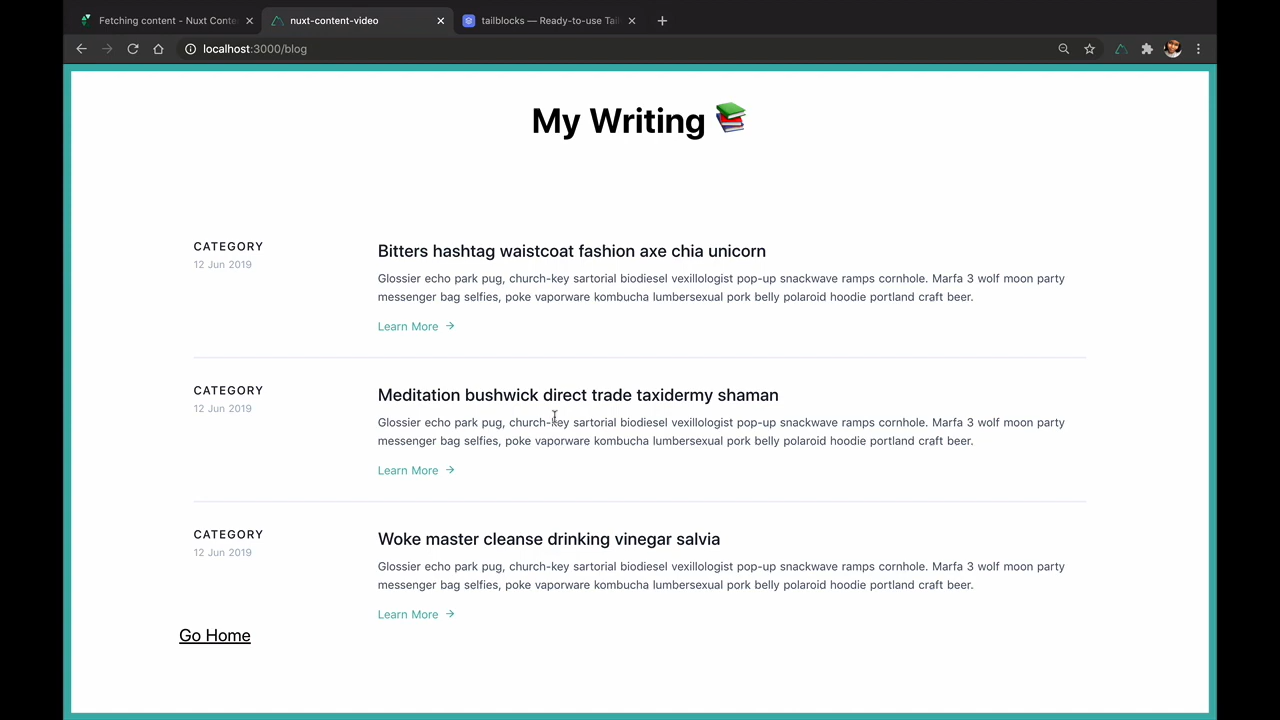 Fetching content - Nuxt Conte
nuxt-content-video
tailblocks — Ready-to-use Tail
localhost:3000/blog
My Writing
CATEGORY
12 Jun 2019
Bitters hashtag waistcoat fashion axe chia unicorn
Glossier echo park pug, church-key sartorial biodiesel vexillologist pop-up snackwave ramps cornhole. Marfa 3 wolf moon party
messenger bag selfies, poke vaporware kombucha lumbersexual pork belly polaroid hoodie portland craft beer.
Learn More
CATEGORY
12 Jun 2019
Meditation bushwick direct trade taxidermy shaman
Glossier echo park pug, church-key sartorial biodiesel vexillologist pop-up snackwave ramps cornhole. Marfa 3 wolf moon party
messenger bag selfies, poke vaporware kombucha lumbersexual pork belly polaroid hoodie portland craft beer.
Learn More
CATEGORY
12 Jun 2019
Woke master cleanse drinking vinegar salvia
Glossier echo park pug, church-key sartorial biodiesel vexillologist pop-up snackwave ramps cornhole. Marfa 3 wolf moon party
messenger bag selfies, poke vaporware kombucha lumbersexual pork belly polaroid hoodie portland craft beer.
Learn More
Go Home